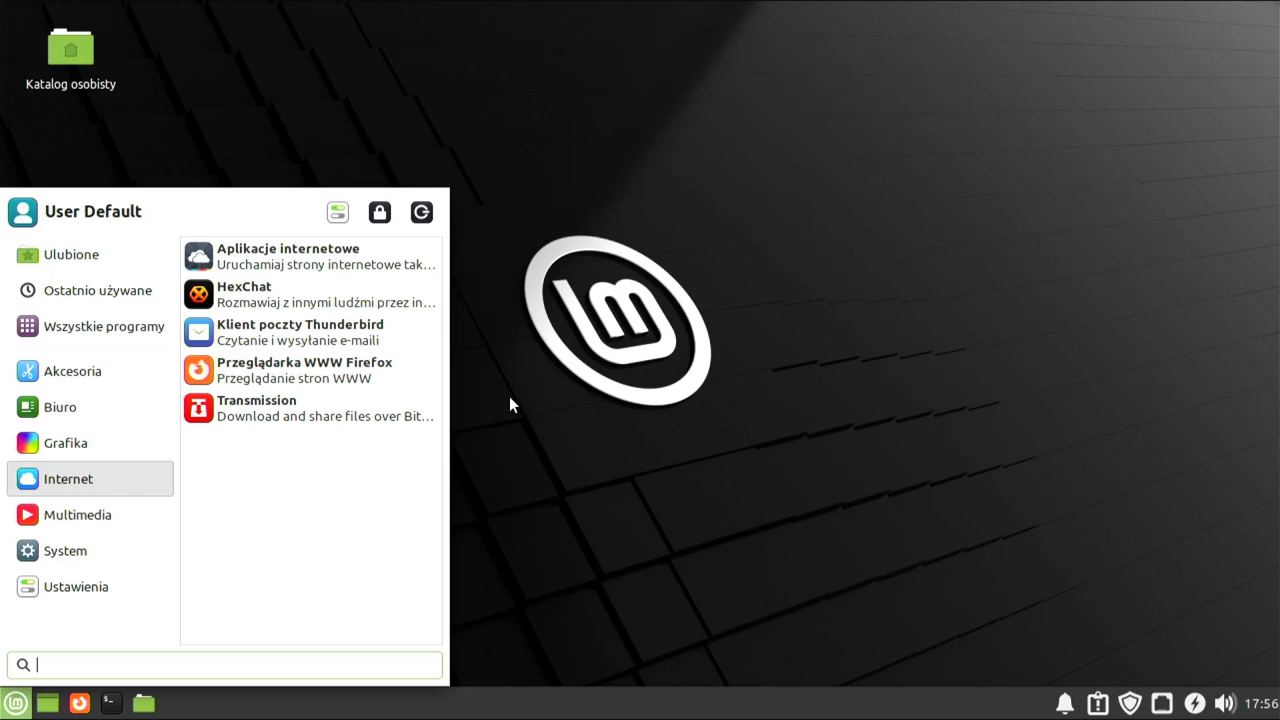 Katalog osobisty
User Default
Ulubione
Ostatnio używane
Wszystkie programy
Akcesoria
Biuro
Grafika
Internet
Multimedia
System
Ustawienia
Aplikacje internetowe
Uruchamiaj strony internetowe tak…
HexChat
Rozmawiaj z innymi ludźmi przez in…
Klient poczty Thunderbird
Czytanie i wysyłanie e-maili
Przeglądarka WWW Firefox
Przeglądanie stron WWW
Transmission
Download and share files over Bit…
17:56